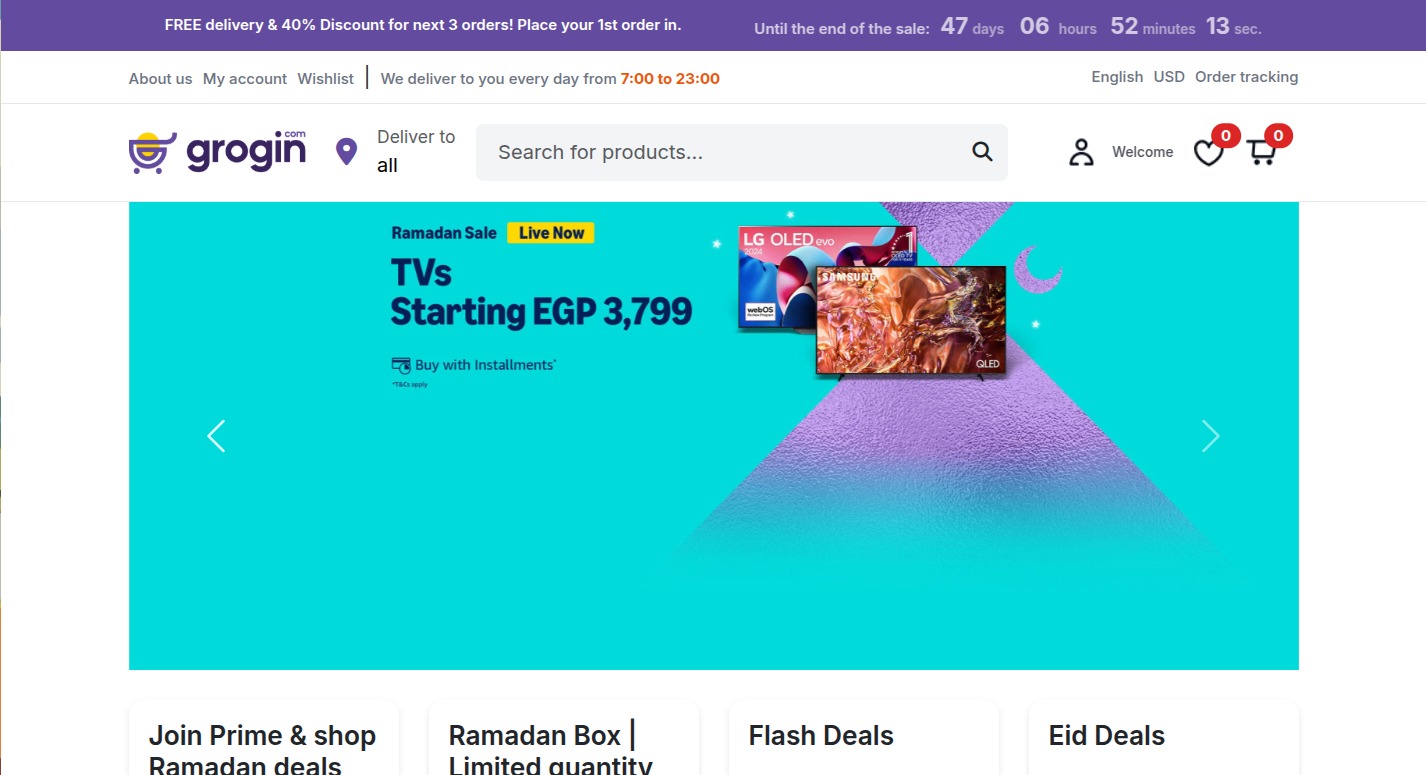 FREE delivery & 40% Discount for next 3 orders! Place your 1st order in.
Until the end of the sale: 47 days 06 hours 52 minutes 13 sec.
About us My account Wishlist | We deliver to you every day from 7:00 to 23:00
English USD Order tracking
grogin.com
Deliver to
all
Search for products...
Welcome
0
0
Ramadan Sale Live Now
TVs
Starting EGP 3,799
Buy with Installments*
*T&Cs apply
LG OLED evo
2024
1
webOS
SAMSUNG
QLED
Join Prime & shop
Ramadan deals
Ramadan Box |
Limited quantity
Flash Deals
Eid Deals